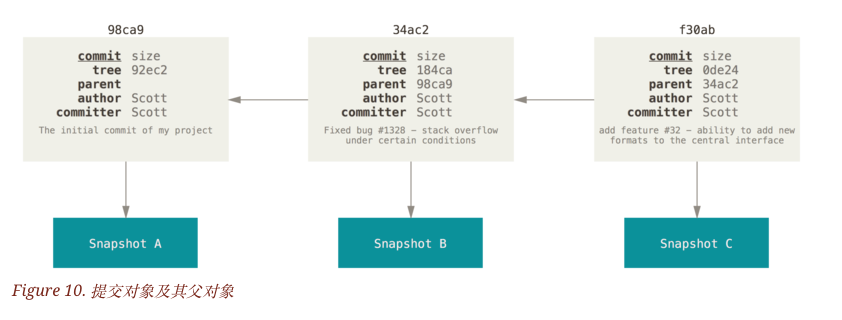 98ca9
commit size
tree 92ec2
parent
author Scott
committer Scott
The initial commit of my project
Snapshot A
34ac2
commit size
tree 184ca
parent 98ca9
author Scott
committer Scott
Fixed bug #1328 – stack overflow
under certain conditions
Snapshot B
f30ab
commit size
tree 0de24
parent 34ac2
author Scott
committer Scott
add feature #32 – ability to add new
formats to the central interface
Snapshot C
Figure 10. 提交对象及其父对象